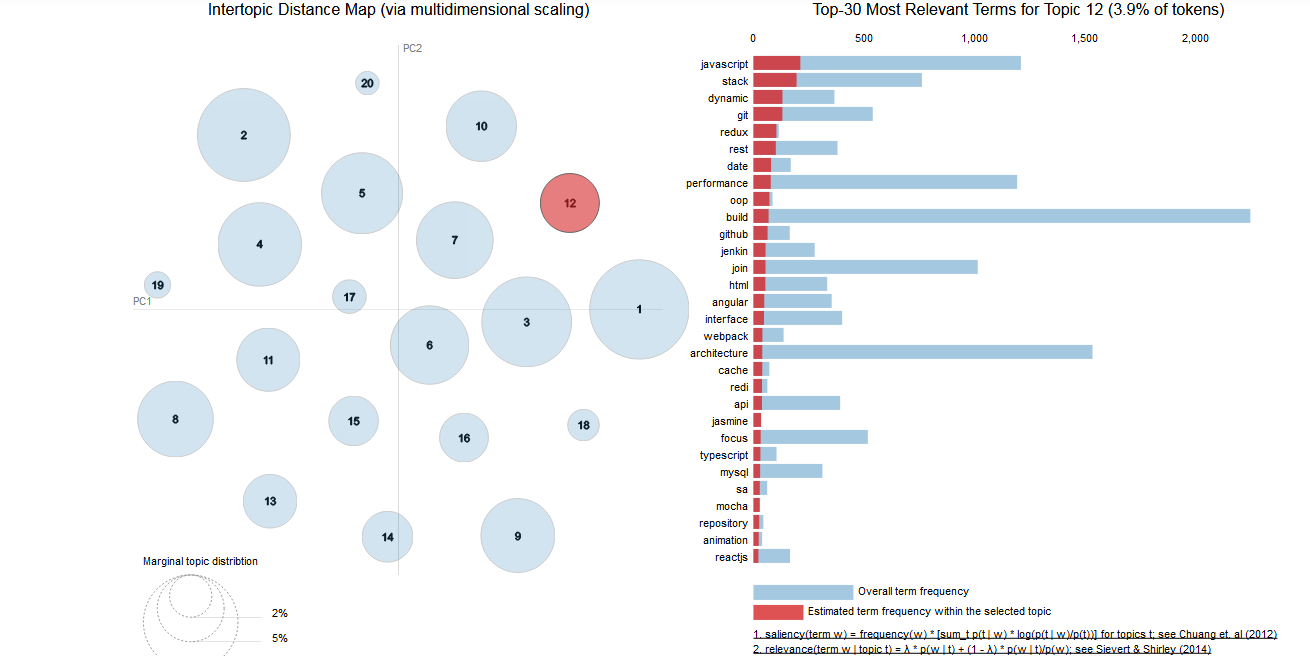 Intertopic Distance Map (via multidimensional scaling)
PC2
20
2
10
5
12
4
7
19
PC1
17
1
3
6
11
8
15
16
18
13
14
9
Marginal topic distribtion
2%
5%
Top-30 Most Relevant Terms for Topic 12 (3.9% of tokens)
0 500 1,000 1,500 2,000
javascript
stack
dynamic
git
redux
rest
date
performance
oop
build
github
jenkin
join
html
angular
interface
webpack
architecture
cache
redi
api
jasmine
focus
typescript
mysql
sa
mocha
repository
animation
reactjs
Overall term frequency
Estimated term frequency within the selected topic
1. saliency(term w) = frequency(w) * [sum_t p(t | w) * log(p(t | w)/p(t))] for topics t; see Chuang et. al (2012)
2. relevance(term w | topic t) = λ * p(w | t) + (1 - λ) * p(w | t)/p(w); see Sievert & Shirley (2014)